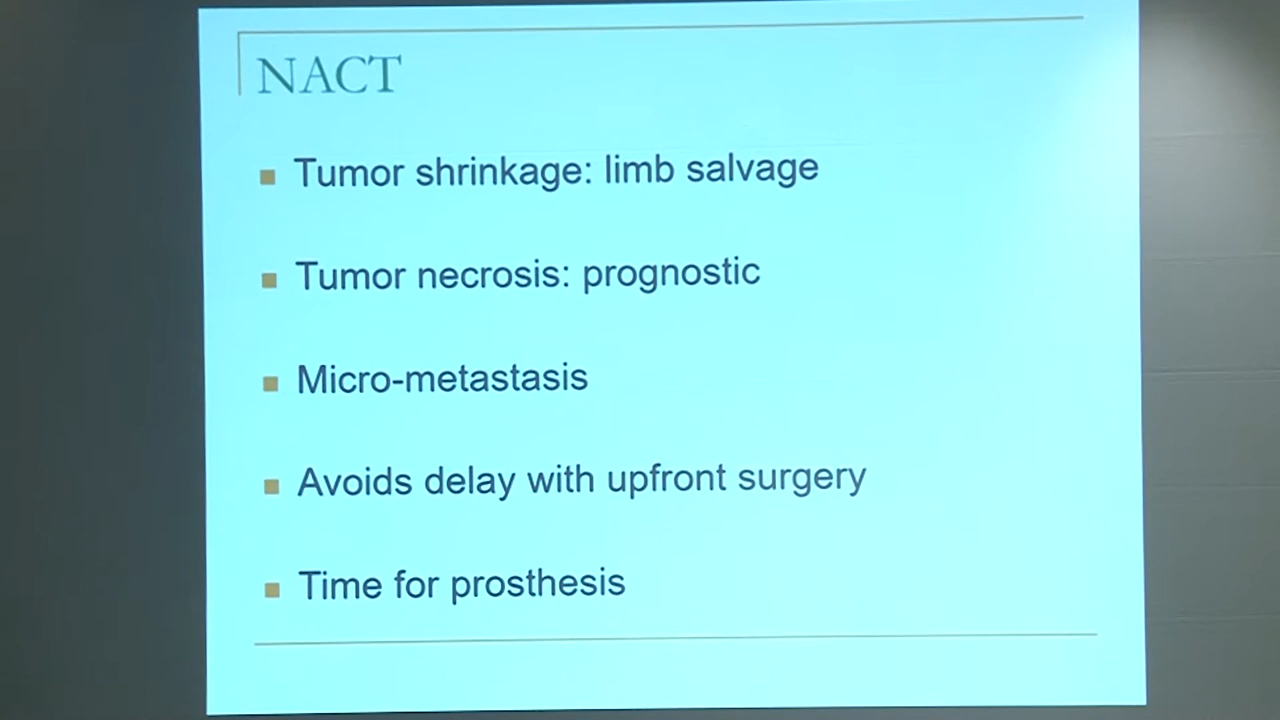 NACT
Tumor shrinkage: limb salvage
Tumor necrosis: prognostic
Micro-metastasis
Avoids delay with upfront surgery
Time for prosthesis